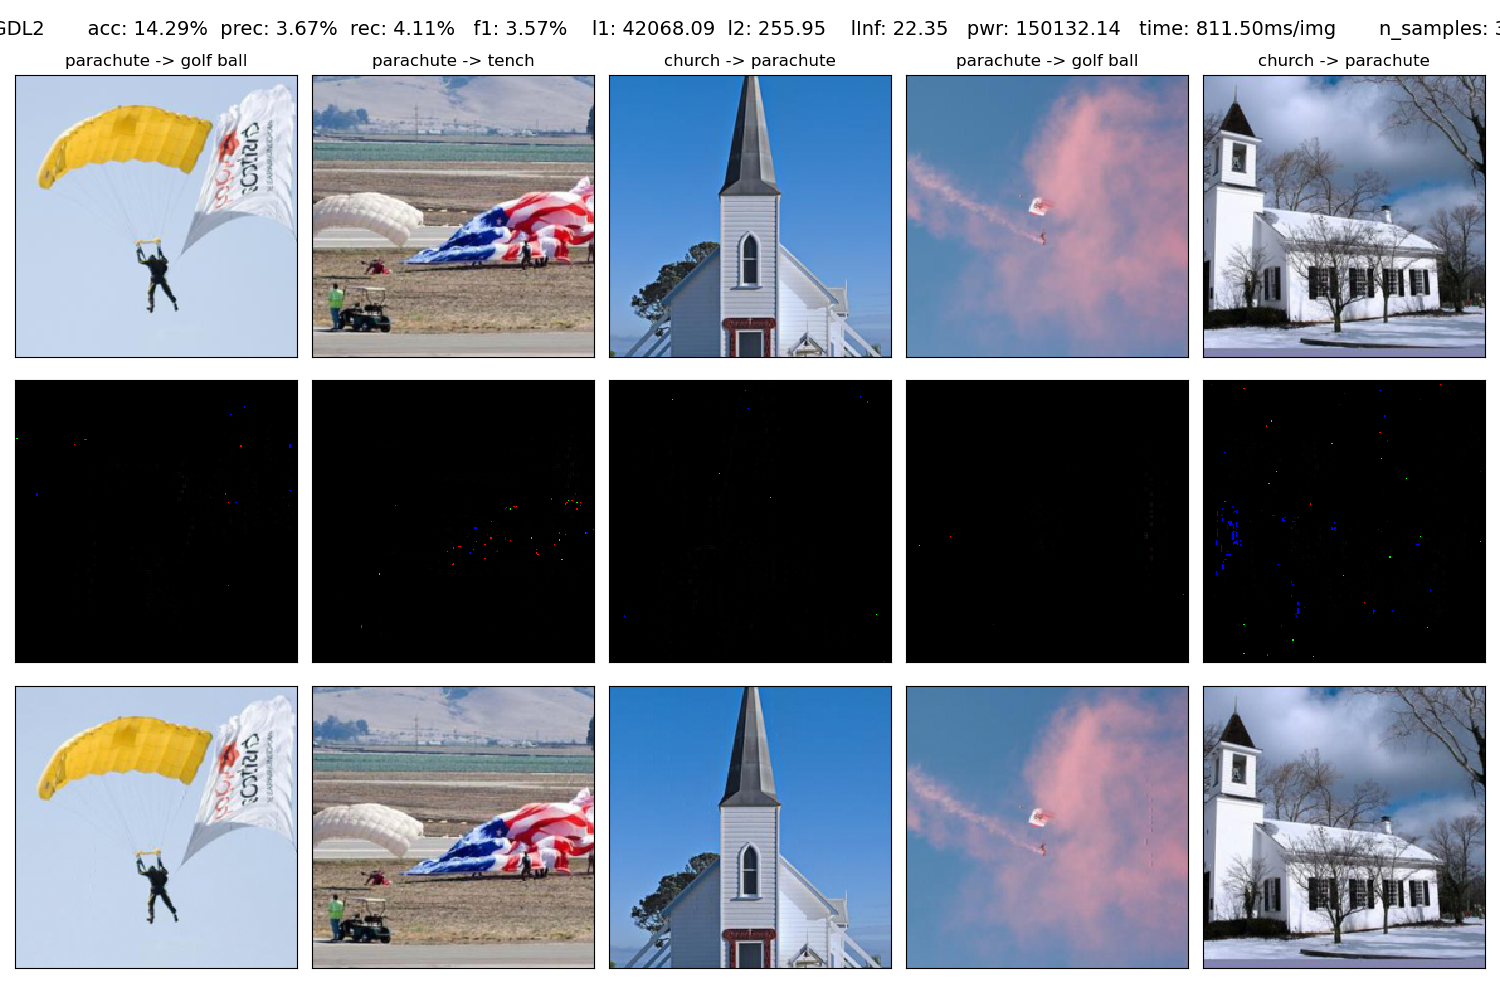 GDL2 acc: 14.29% prec: 3.67% rec: 4.11% f1: 3.57% l1: 42068.09 l2: 255.95 lInf: 22.35 pwr: 150132.14 time: 811.50ms/img n_samples: 3
parachute -> golf ball
parachute -> tench
church -> parachute
parachute -> golf ball
church -> parachute